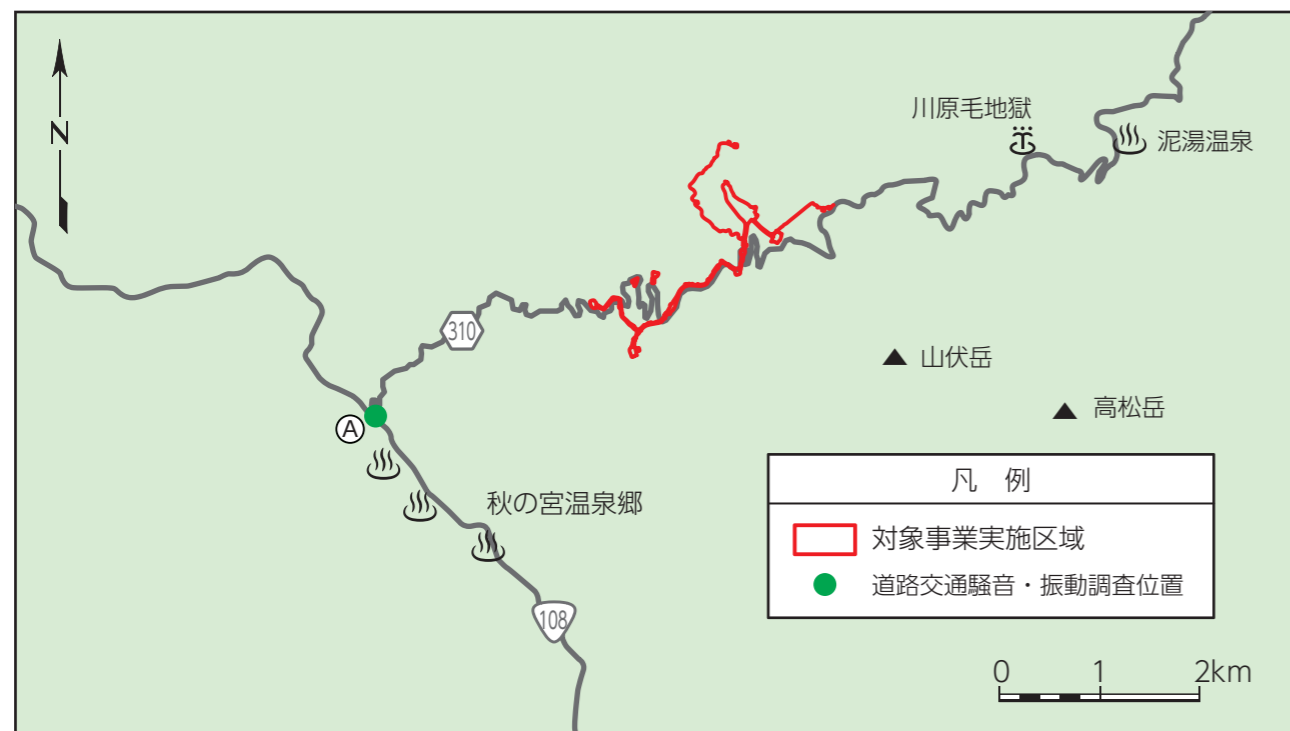 N
川原毛地獄
泥湯温泉
310
山伏岳
高松岳
A
秋の宮温泉郷
108
凡 例
対象事業実施区域
道路交通騒音・振動調査位置
0 1 2km